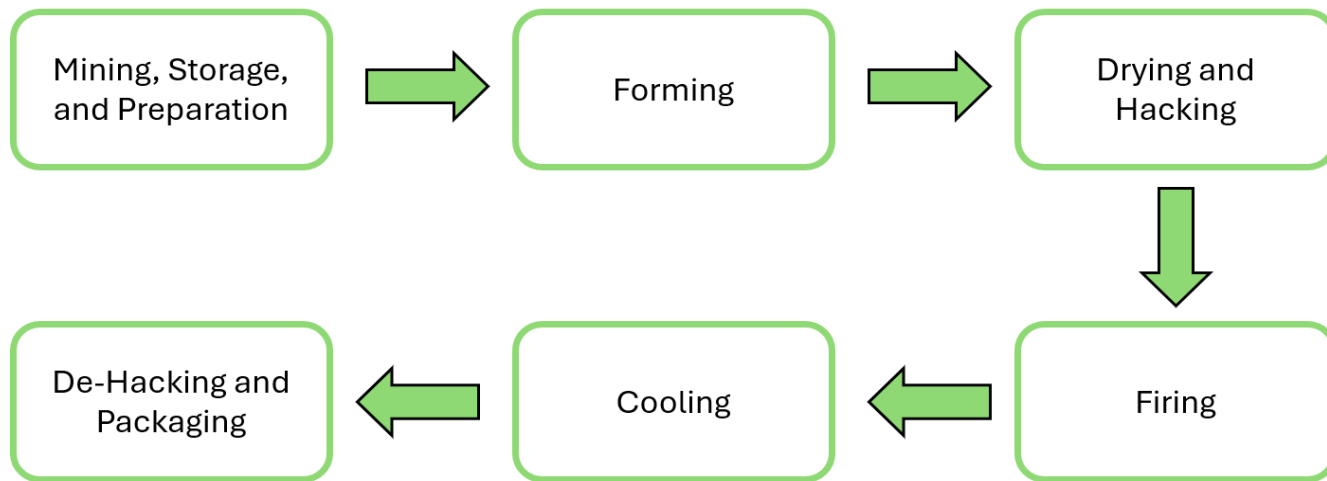 Mining, Storage,
and Preparation
Forming
Drying and
Hacking
Firing
Cooling
De-Hacking and
Packaging